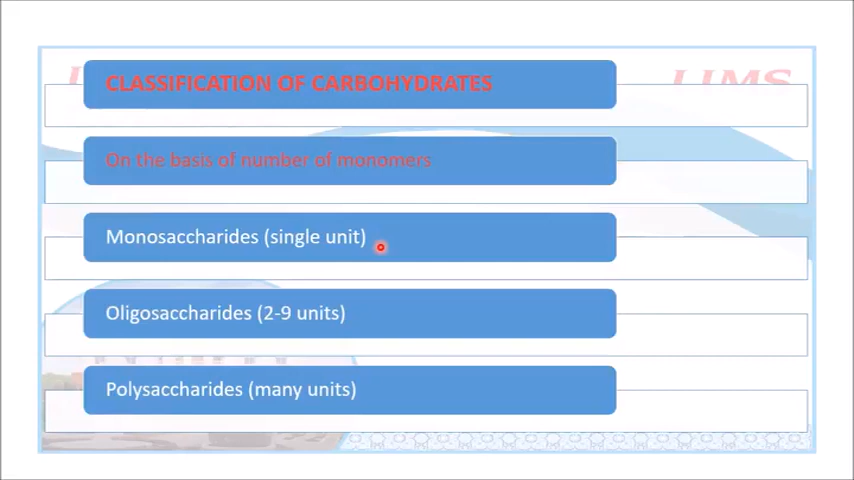 CLASSIFICATION OF CARBOHYDRATES
On the basis of number of monomers
Monosaccharides (single unit)
Oligosaccharides (2-9 units)
Polysaccharides (many units)